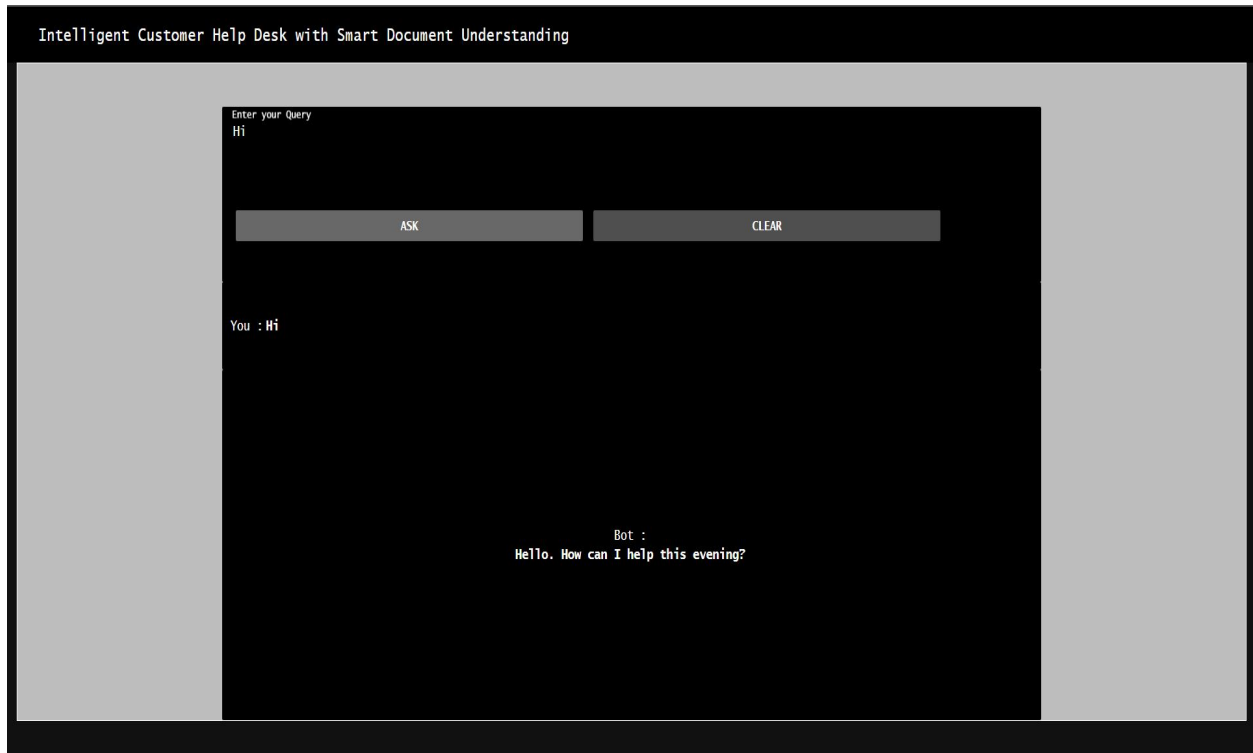 Intelligent Customer Help Desk with Smart Document Understanding
Enter your Query
Hi
ASK CLEAR
You : Hi
Bot :
Hello. How can I help this evening?